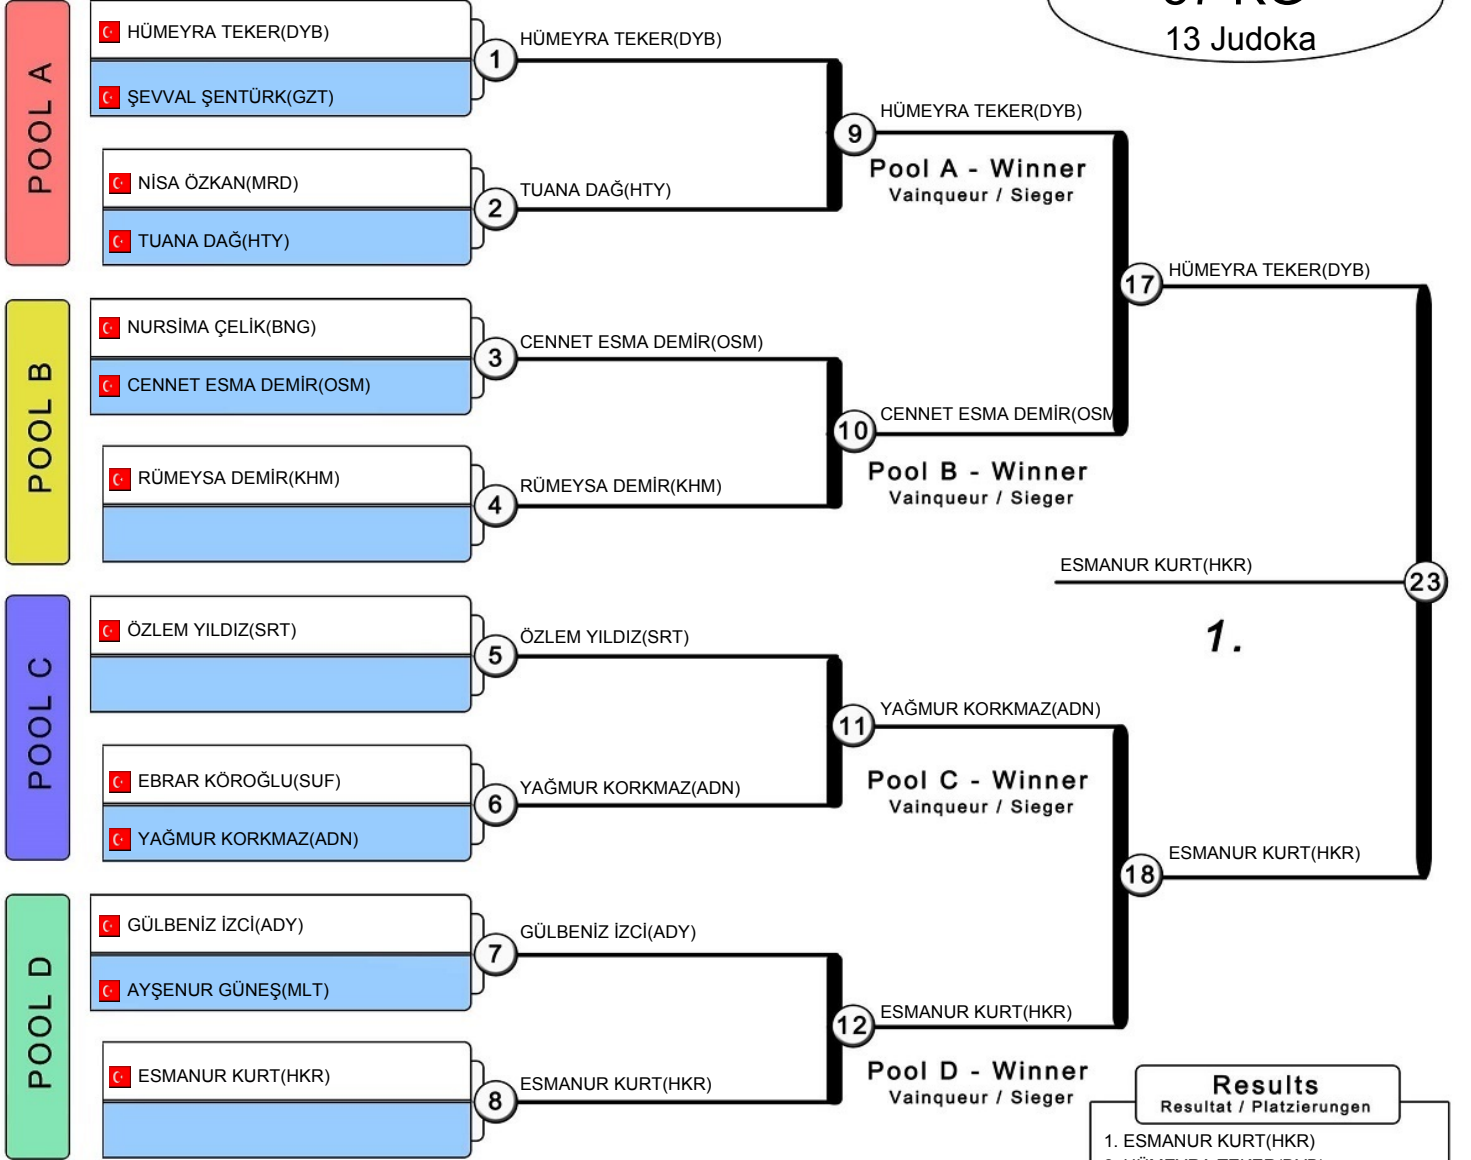 13 Judoka
POOL A
HÜMEYRA TEKER(DYB)
ŞEVVAL ŞENTÜRK(GZT)
1
HÜMEYRA TEKER(DYB)
NİSA ÖZKAN(MRD)
TUANA DAĞ(HTY)
2
TUANA DAĞ(HTY)
9
HÜMEYRA TEKER(DYB)
Pool A - Winner
Vainqueur / Sieger
POOL B
NURSİMA ÇELİK(BNG)
CENNET ESMA DEMİR(OSM)
3
CENNET ESMA DEMİR(OSM)
RÜMEYSA DEMİR(KHM)
4
RÜMEYSA DEMİR(KHM)
10
CENNET ESMA DEMİR(OSM
Pool B - Winner
Vainqueur / Sieger
17
HÜMEYRA TEKER(DYB)
ESMANUR KURT(HKR)
23
1.
POOL C
ÖZLEM YILDIZ(SRT)
5
ÖZLEM YILDIZ(SRT)
EBRAR KÖROĞLU(SUF)
YAĞMUR KORKMAZ(ADN)
6
YAĞMUR KORKMAZ(ADN)
11
YAĞMUR KORKMAZ(ADN)
Pool C - Winner
Vainqueur / Sieger
18
ESMANUR KURT(HKR)
POOL D
GÜLBENİZ İZCİ(ADY)
AYŞENUR GÜNEŞ(MLT)
7
GÜLBENİZ İZCİ(ADY)
ESMANUR KURT(HKR)
8
ESMANUR KURT(HKR)
12
ESMANUR KURT(HKR)
Pool D - Winner
Vainqueur / Sieger
Results
Resultat / Platzierungen
1. ESMANUR KURT(HKR)